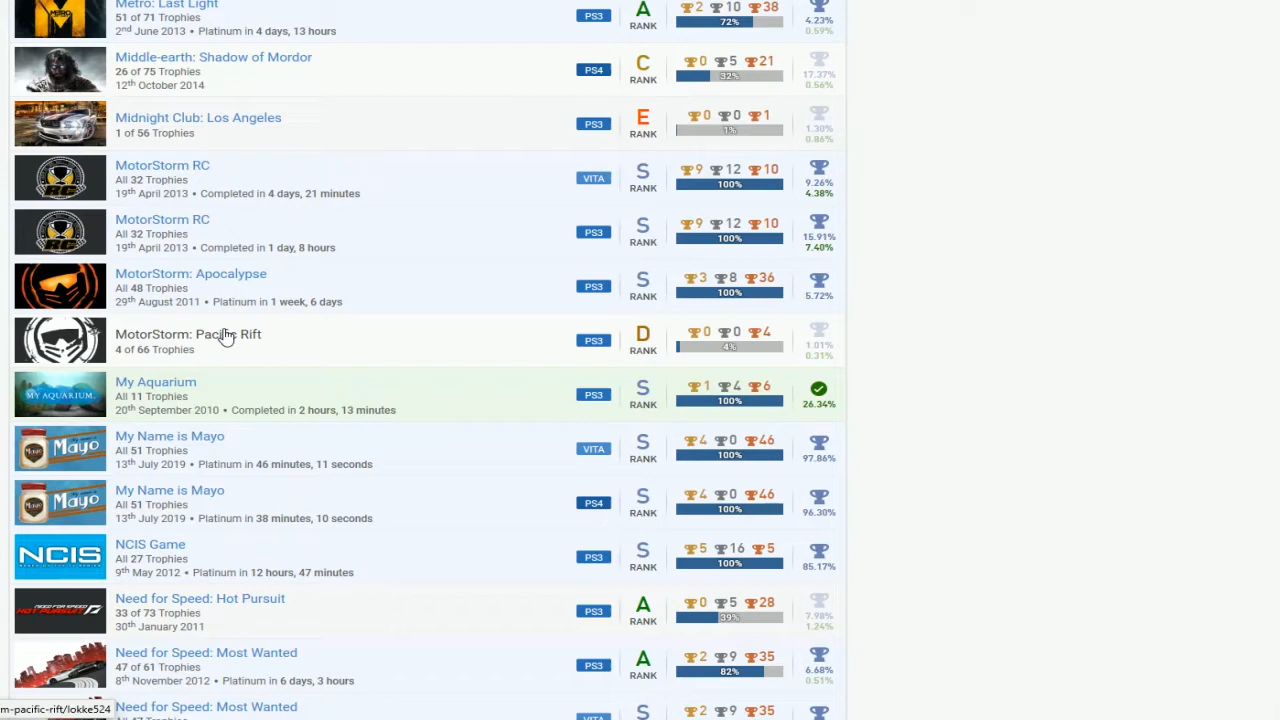 Metro: Last Light
51 of 71 Trophies
2nd June 2013 • Platinum in 4 days, 13 hours
PS3
A
RANK
2 10 38
72%
4.23%
0.59%
Middle-earth: Shadow of Mordor
26 of 75 Trophies
12th October 2014
PS4
C
RANK
0 5 21
32%
17.37%
0.56%
Midnight Club: Los Angeles
1 of 56 Trophies
PS3
E
RANK
0 0 1
1%
1.30%
0.86%
MotorStorm RC
All 32 Trophies
19th April 2013 • Completed in 4 days, 21 minutes
VITA
S
RANK
9 12 10
100%
9.26%
4.38%
MotorStorm RC
All 32 Trophies
19th April 2013 • Completed in 1 day, 8 hours
PS3
S
RANK
9 12 10
100%
15.91%
7.40%
MotorStorm: Apocalypse
All 48 Trophies
29th August 2011 • Platinum in 1 week, 6 days
PS3
S
RANK
3 8 36
100%
5.72%
MotorStorm: Pacific Rift
4 of 66 Trophies
PS3
D
RANK
0 0 4
4%
1.01%
0.31%
MY AQUARIUM
My Aquarium
All 11 Trophies
20th September 2010 • Completed in 2 hours, 13 minutes
PS3
S
RANK
1 4 6
100%
26.34%
Mayo
My Name is Mayo
All 51 Trophies
13th July 2019 • Platinum in 46 minutes, 11 seconds
VITA
S
RANK
4 0 46
100%
97.86%
Mayo
My Name is Mayo
All 51 Trophies
13th July 2019 • Platinum in 38 minutes, 10 seconds
PS4
S
RANK
4 0 46
100%
96.30%
NCIS
NCIS Game
All 27 Trophies
9th May 2012 • Platinum in 12 hours, 47 minutes
PS3
S
RANK
5 16 5
100%
85.17%
Need for Speed: Hot Pursuit
33 of 73 Trophies
30th January 2011
PS3
A
RANK
0 5 28
39%
7.98%
1.24%
Need for Speed: Most Wanted
47 of 61 Trophies
8th November 2012 • Platinum in 6 days, 3 hours
PS3
A
RANK
2 9 35
82%
6.68%
0.51%
m-pacific-rift/lokke524
Need for Speed: Most Wanted
VITA
S
2 9 35